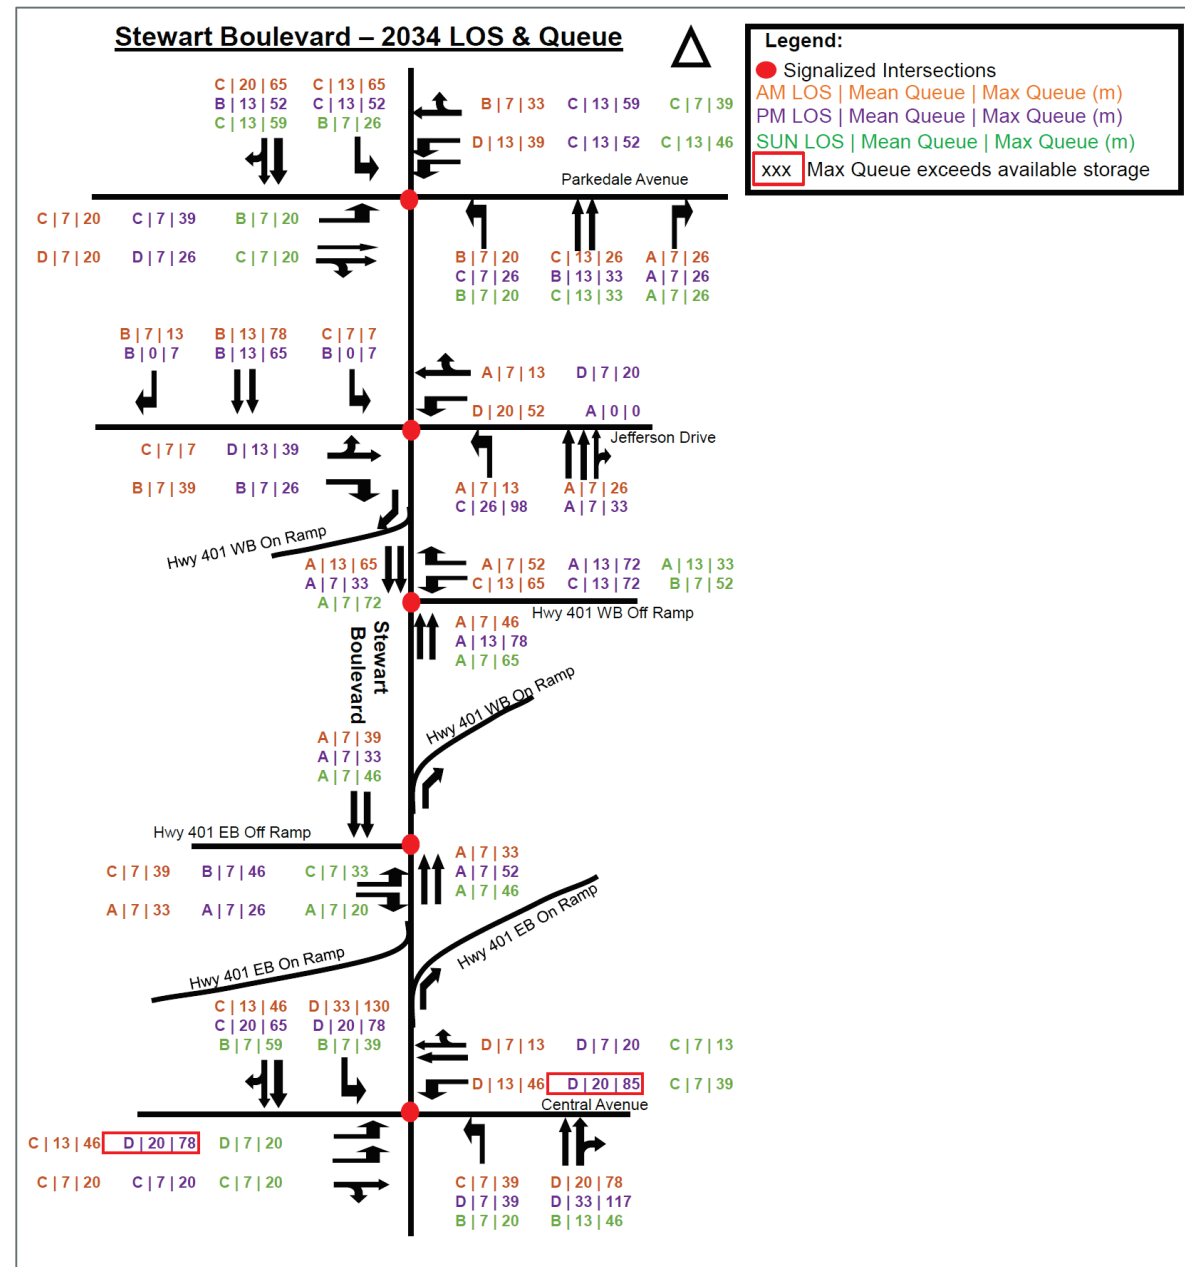 Stewart Boulevard – 2034 LOS & Queue
Legend:
Signalized Intersections
AM LOS | Mean Queue | Max Queue (m)
PM LOS | Mean Queue | Max Queue (m)
SUN LOS | Mean Queue | Max Queue (m)
xxx Max Queue exceeds available storage
C | 20 | 65 C | 13 | 65
B | 13 | 52 C | 13 | 52
C | 13 | 59 B | 7 | 26
B | 7 | 33 C | 13 | 59 C | 7 | 39
D | 13 | 39 C | 13 | 52 C | 13 | 46
Parkedale Avenue
C | 7 | 20 C | 7 | 39 B | 7 | 20
D | 7 | 20 D | 7 | 26 C | 7 | 20
B | 7 | 20 C | 13 | 26 A | 7 | 26
C | 7 | 26 B | 13 | 33 A | 7 | 26
B | 7 | 20 C | 13 | 33 A | 7 | 26
B | 7 | 13 B | 13 | 78 C | 7 | 7
B | 0 | 7 B | 13 | 65 B | 0 | 7
A | 7 | 13 D | 7 | 20
D | 20 | 52 A | 0 | 0
Jefferson Drive
C | 7 | 7 D | 13 | 39
B | 7 | 39 B | 7 | 26
A | 7 | 13 A | 7 | 26
C | 26 | 98 A | 7 | 33
Hwy 401 WB On Ramp
A | 13 | 65
A | 7 | 33
A | 7 | 72
A | 7 | 52 A | 13 | 72 A | 13 | 33
C | 13 | 65 C | 13 | 72 B | 7 | 52
Hwy 401 WB Off Ramp
A | 7 | 46
A | 13 | 78
A | 7 | 65
Stewart
Boulevard
Hwy 401 WB On Ramp
A | 7 | 39
A | 7 | 33
A | 7 | 46
Hwy 401 EB Off Ramp
C | 7 | 39 B | 7 | 46 C | 7 | 33
A | 7 | 33 A | 7 | 26 A | 7 | 20
A | 7 | 33
A | 7 | 52
A | 7 | 46
Hwy 401 EB On Ramp
Hwy 401 EB On Ramp
C | 13 | 46 D | 33 | 130
C | 20 | 65 D | 20 | 78
B | 7 | 59 B | 7 | 39
D | 7 | 13 D | 7 | 20 C | 7 | 13
D | 13 | 46 D | 20 | 85 C | 7 | 39
Central Avenue
C | 13 | 46 D | 20 | 78 D | 7 | 20
C | 7 | 20 C | 7 | 20 C | 7 | 20
C | 7 | 39 D | 20 | 78
D | 7 | 39 D | 33 | 117
B | 7 | 20 B | 13 | 46